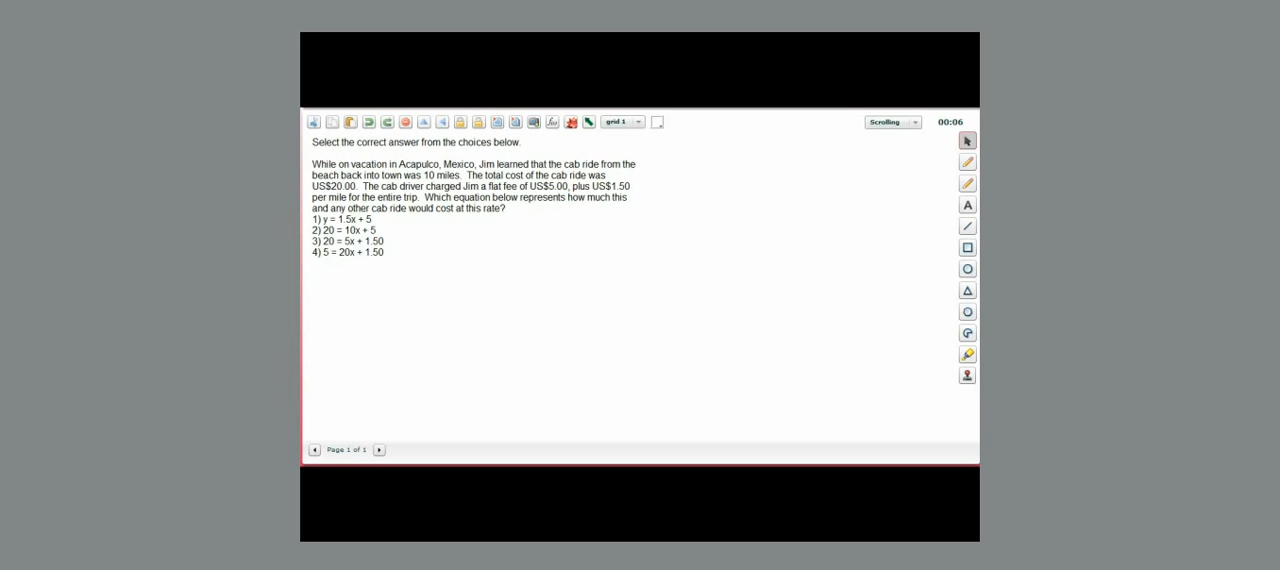 grid 1
Scrolling
00:06
Select the correct answer from the choices below.
While on vacation in Acapulco, Mexico, Jim learned that the cab ride from the
beach back into town was 10 miles. The total cost of the cab ride was
US$20.00. The cab driver charged Jim a flat fee of US$5.00, plus US$1.50
per mile for the entire trip. Which equation below represents how much this
and any other cab ride would cost at this rate?
1) y = 1.5x + 5
2) 20 = 10x + 5
3) 20 = 5x + 1.50
4) 5 = 20x + 1.50
A
Page 1 of 1